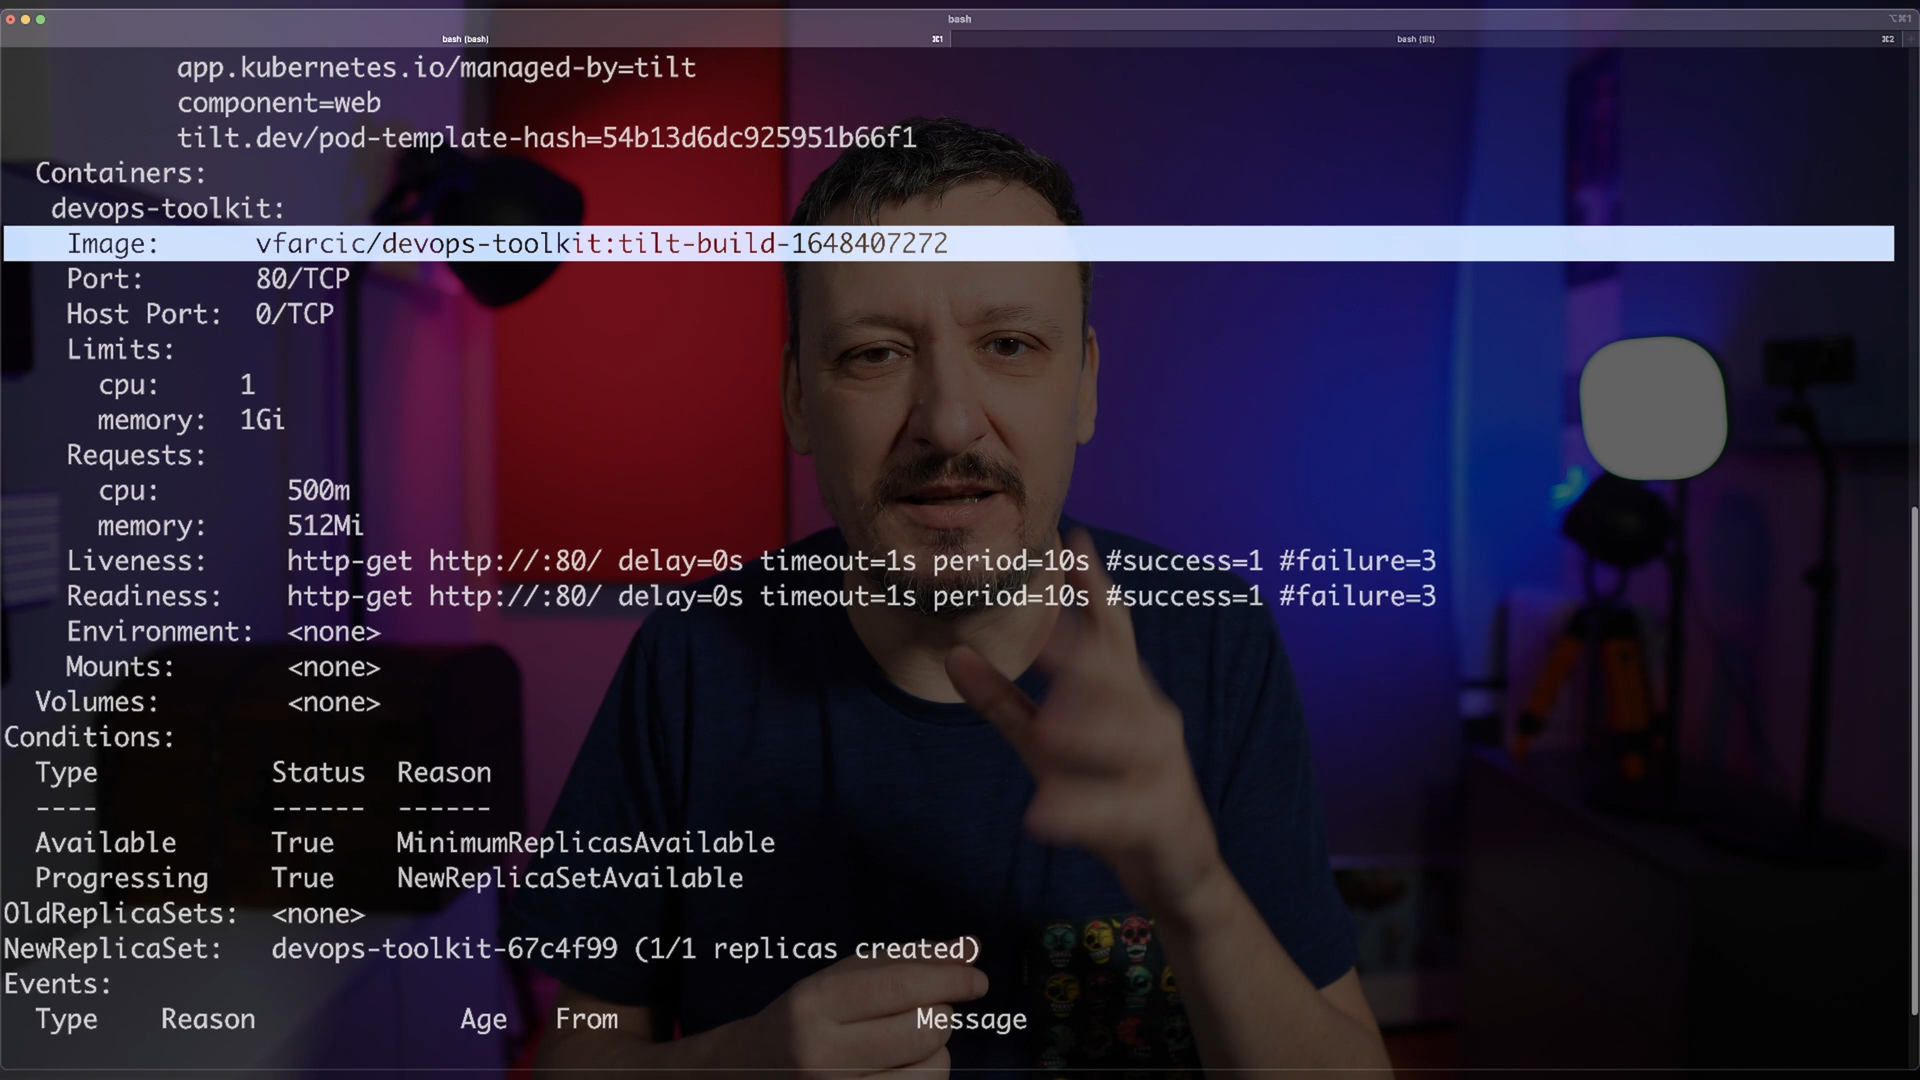 bash
⌥⌘1
bash (bash)
⌘1
bash (tilt)
⌘2
app.kubernetes.io/managed-by=tilt
component=web
tilt.dev/pod-template-hash=54b13d6dc925951b66f1
Containers:
devops-toolkit:
Image: vfarcic/devops-toolkit:tilt-build-1648407272
Port: 80/TCP
Host Port: 0/TCP
Limits:
cpu: 1
memory: 1Gi
Requests:
cpu: 500m
memory: 512Mi
Liveness: http-get http://:80/ delay=0s timeout=1s period=10s #success=1 #failure=3
Readiness: http-get http://:80/ delay=0s timeout=1s period=10s #success=1 #failure=3
Environment: <none>
Mounts: <none>
Volumes: <none>
Conditions:
Type Status Reason
---- ------ ------
Available True MinimumReplicasAvailable
Progressing True NewReplicaSetAvailable
OldReplicaSets: <none>
NewReplicaSet: devops-toolkit-67c4f99 (1/1 replicas created)
Events:
Type Reason Age From Message